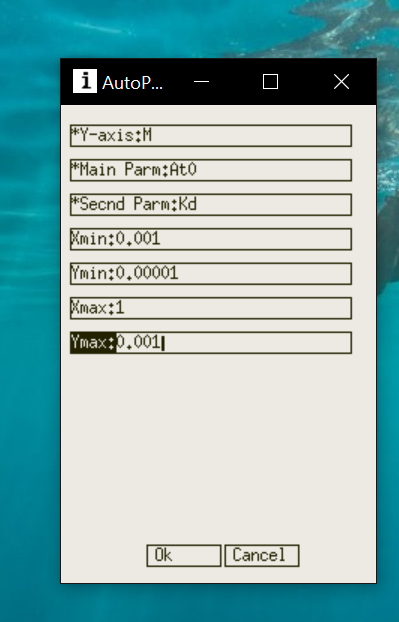 i AutoP...
*Y-axis:M
*Main Parm:At0
*Secnd Parm:Kd
Xmin:0.001
Ymin:0.00001
Xmax:1
Ymax:0.001
Ok Cancel